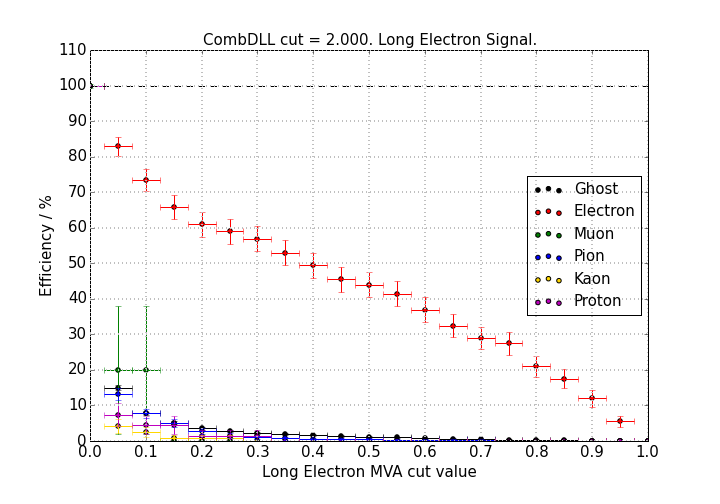 CombDLL cut = 2.000. Long Electron Signal.
110
100
90
80
70
60
50
40
30
20
10
0
Efficiency / %
Ghost
Electron
Muon
Pion
Kaon
Proton
0.0 0.1 0.2 0.3 0.4 0.5 0.6 0.7 0.8 0.9 1.0
Long Electron MVA cut value